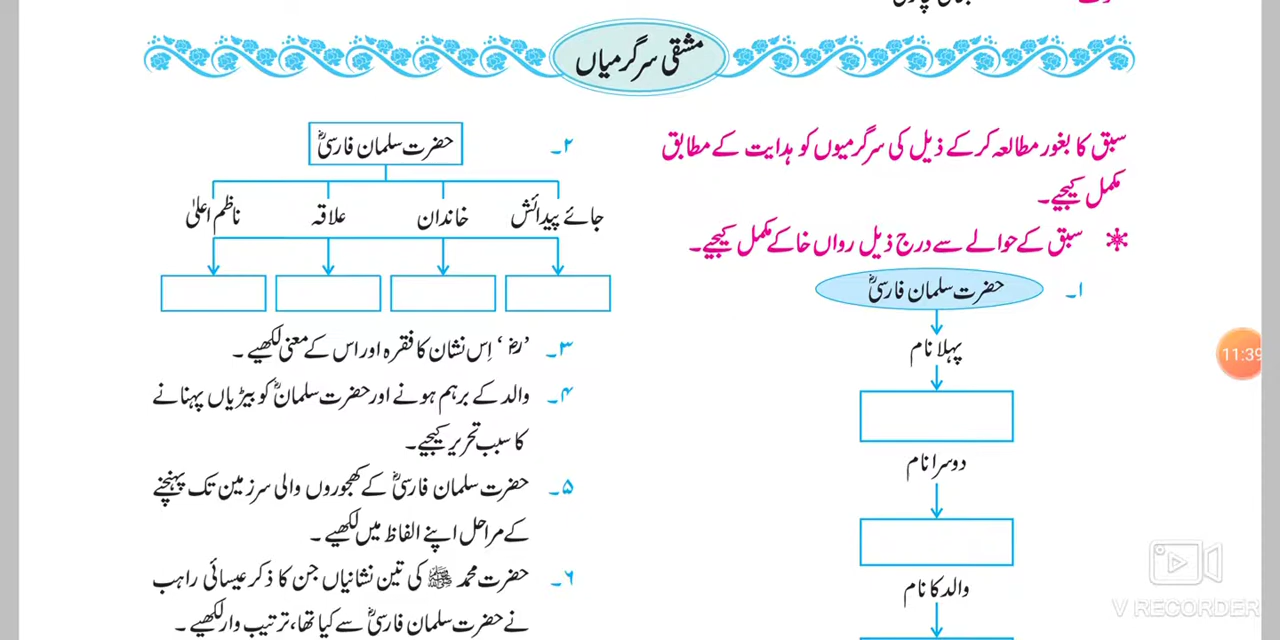 مشقی سرگرمیاں
سبق کا بغور مطالعہ کرکے ذیل کی سرگرمیوں کو ہدایت کے مطابق
مکمل کیجیے۔
سبق کے حوالے سے درج ذیل رواں خاکے مکمل کیجیے۔
۱۔ حضرت سلمان فارسیؓ
پہلا نام
دوسرا نام
والد کا نام
۲۔ حضرت سلمان فارسیؓ
جائے پیدائش خاندان علاقہ ناظم اعلیٰ
۳۔ ’ؓ‘ اِس نشان کا فقرہ اور اس کے معنی لکھیے۔
۴۔ والد کے برہم ہونے اور حضرت سلمانؓ کو بیڑیاں پہنانے
کا سبب تحریر کیجیے۔
۵۔ حضرت سلمان فارسیؓ کے کھجوروں والی سرزمین تک پہنچنے
کے مراحل اپنے الفاظ میں لکھیے۔
۶۔ حضرت محمد ﷺ کی تین نشانیاں جن کا ذکر عیسائی راہب
نے حضرت سلمان فارسیؓ سے کیا تھا، ترتیب وار لکھیے۔
11:39
V RECORDER